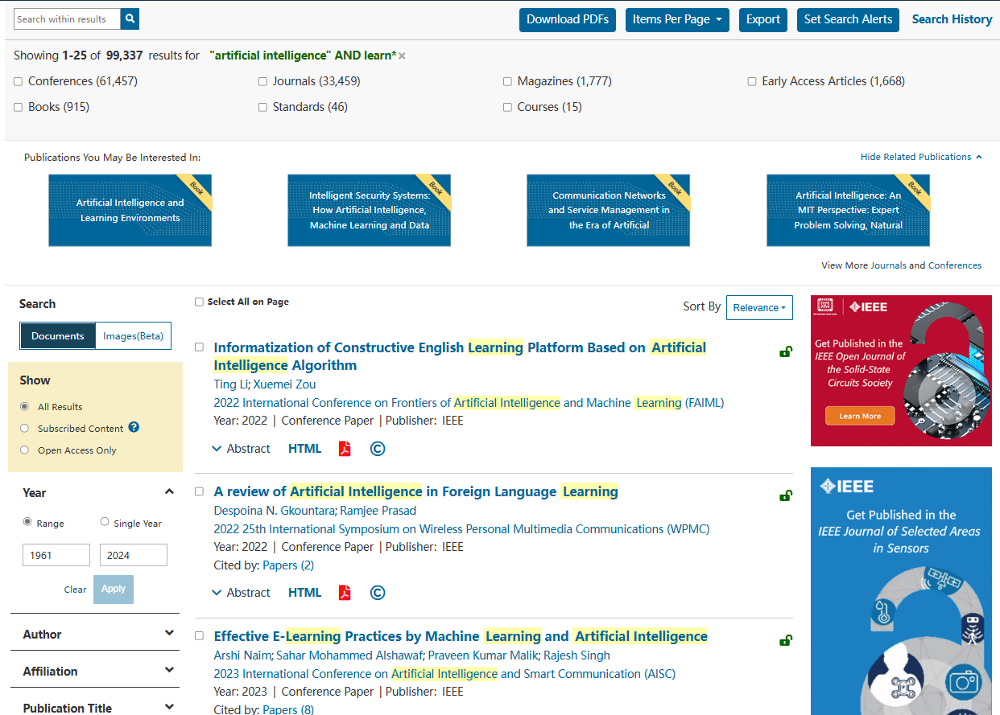 Search within results
Download PDFs
Items Per Page
Export
Set Search Alerts
Search History
Showing 1-25 of 99,337 results for "artificial intelligence" AND learn* ×
Conferences (61,457)
Journals (33,459)
Magazines (1,777)
Early Access Articles (1,668)
Books (915)
Standards (46)
Courses (15)
Publications You May Be Interested In:
Hide Related Publications
Book
Artificial Intelligence and
Learning Environments
Book
Intelligent Security Systems:
How Artificial Intelligence,
Machine Learning and Data
Book
Communication Networks
and Service Management in
the Era of Artificial
Book
Artificial Intelligence: An
MIT Perspective: Expert
Problem Solving, Natural
View More Journals and Conferences
Search
Documents
Images(Beta)
Show
All Results
Subscribed Content ?
Open Access Only
Year
Range
Single Year
1961
2024
Clear
Apply
Author
Affiliation
Publication Title
Select All on Page
Sort By
Relevance
Informatization of Constructive English Learning Platform Based on Artificial
Intelligence Algorithm
Ting Li; Xuemei Zou
2022 International Conference on Frontiers of Artificial Intelligence and Machine Learning (FAIML)
Year: 2022 | Conference Paper | Publisher: IEEE
Abstract
HTML
©
A review of Artificial Intelligence in Foreign Language Learning
Despoina N. Gkountara; Ramjee Prasad
2022 25th International Symposium on Wireless Personal Multimedia Communications (WPMC)
Year: 2022 | Conference Paper | Publisher: IEEE
Cited by: Papers (2)
Abstract
HTML
©
Effective E-Learning Practices by Machine Learning and Artificial Intelligence
Arshi Naim; Sahar Mohammed Alshawaf; Praveen Kumar Malik; Rajesh Singh
2023 International Conference on Artificial Intelligence and Smart Communication (AISC)
Year: 2023 | Conference Paper | Publisher: IEEE
Cited by: Papers (8)
SSCS
IEEE
Get Published in the
IEEE Open Journal of
the Solid-State
Circuits Society
Learn More
IEEE
Get Published in the
IEEE Journal of Selected Areas
in Sensors